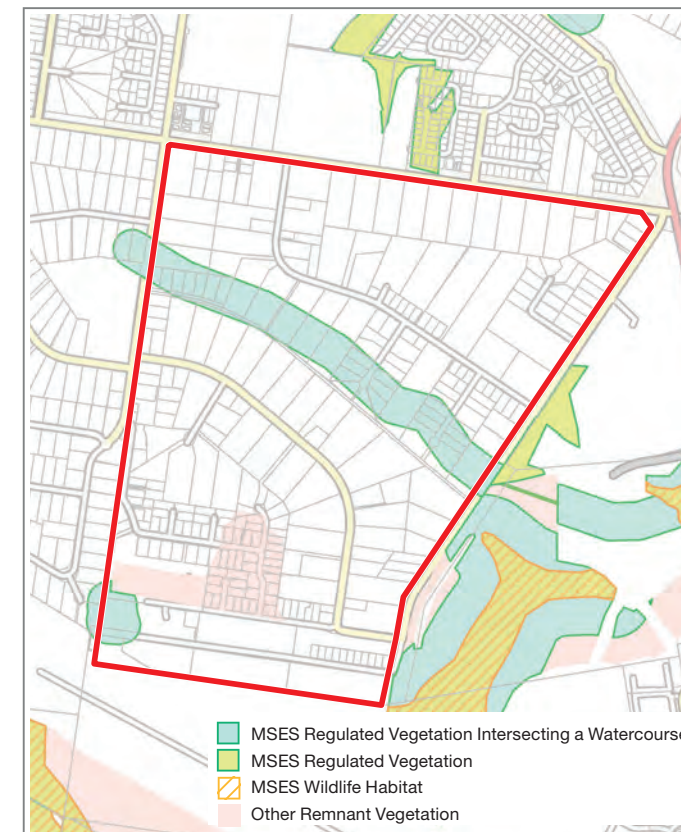 MSES Regulated Vegetation Intersecting a Watercourse
MSES Regulated Vegetation
MSES Wildlife Habitat
Other Remnant Vegetation